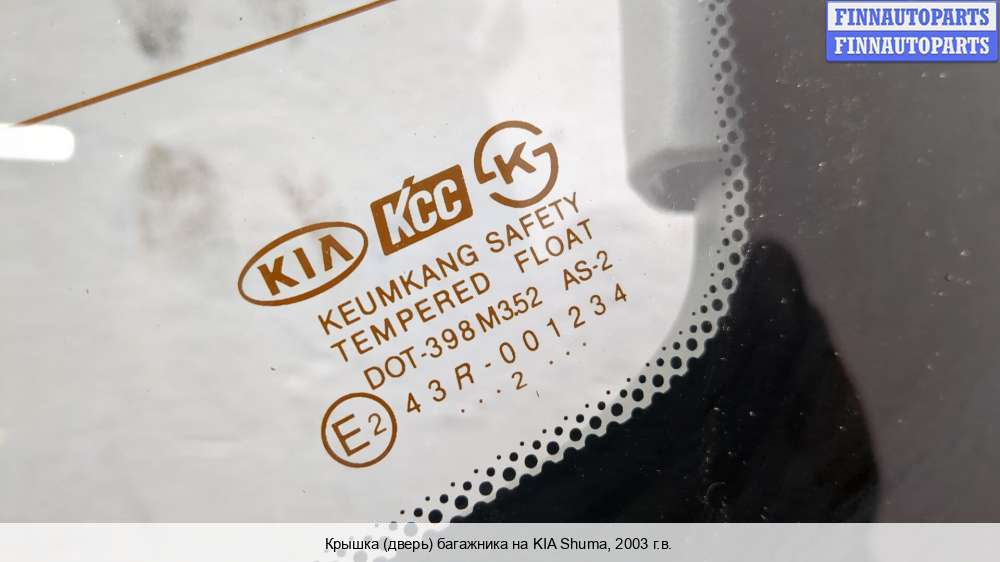 FINNAUTOPARTS
FINNAUTOPARTS
KIA KCC K
KEUMKANG SAFETY
TEMPERED FLOAT
DOT-398 M352 AS-2
E2 43R-001234
...2...
Крышка (дверь) багажника на KIA Shuma, 2003 г.в.